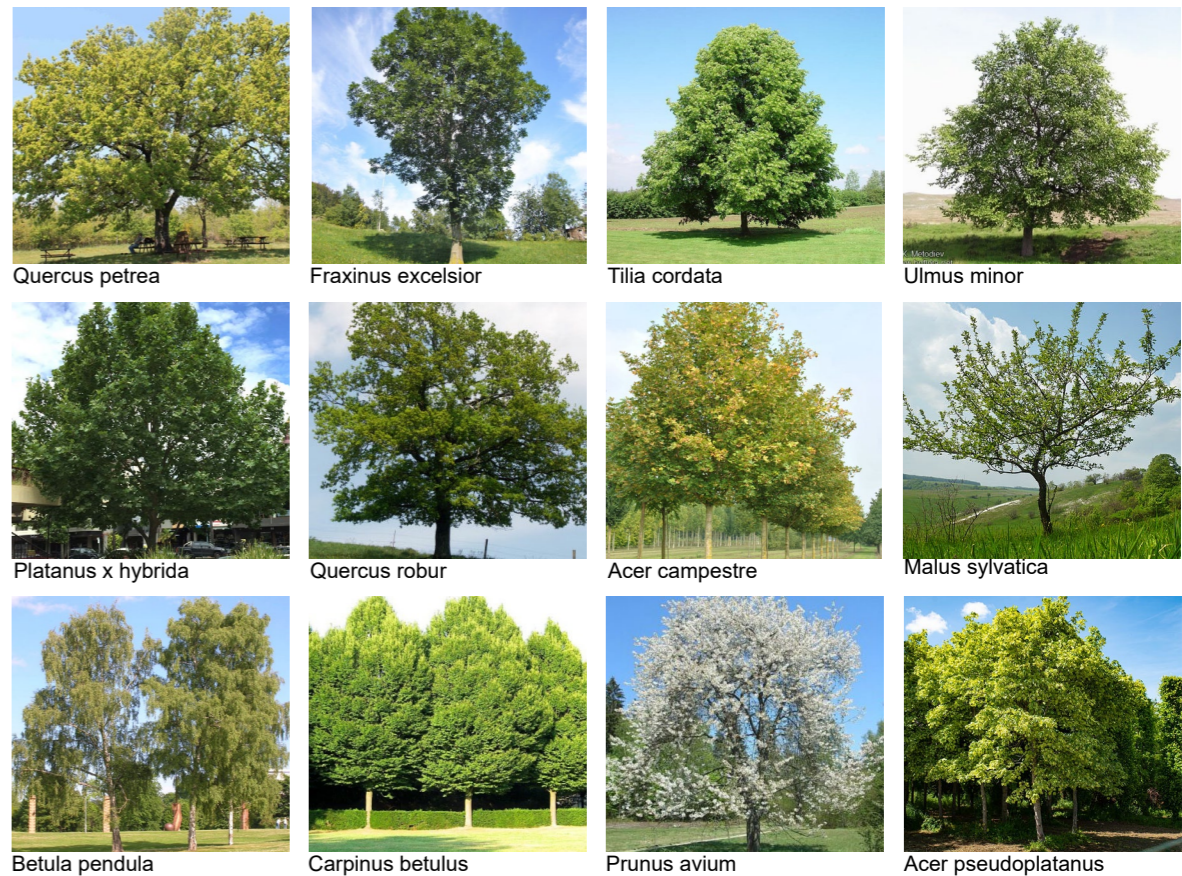 Quercus petrea
Fraxinus excelsior
Tilia cordata
Ulmus minor
Platanus x hybrida
Quercus robur
Acer campestre
Malus sylvatica
Betula pendula
Carpinus betulus
Prunus avium
Acer pseudoplatanus